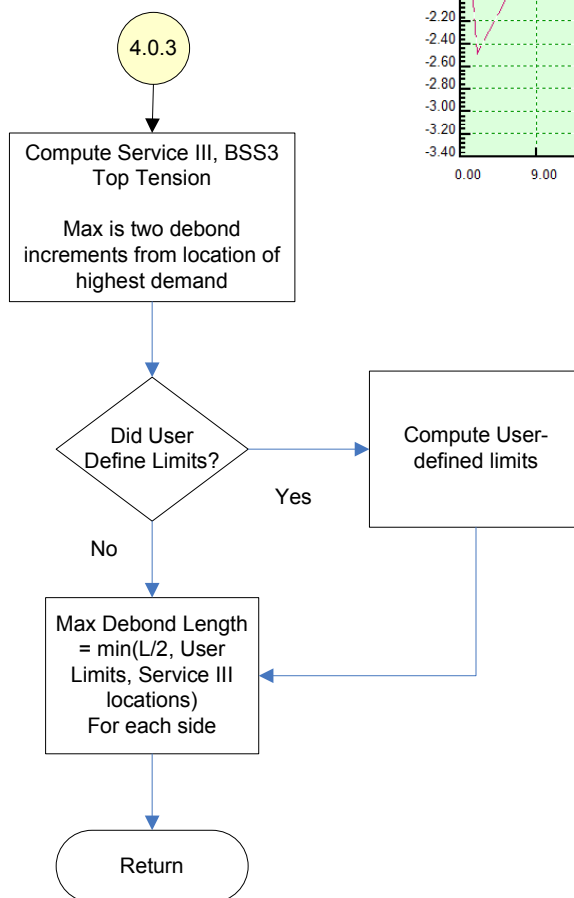 -2.20
-2.40
-2.60
-2.80
-3.00
-3.20
-3.40
0.00 9.00
4.0.3
Compute Service III, BSS3
Top Tension
Max is two debond
increments from location of
highest demand
Did User
Define Limits?
Yes
No
Compute User-
defined limits
Max Debond Length
= min(L/2, User
Limits, Service III
locations)
For each side
Return